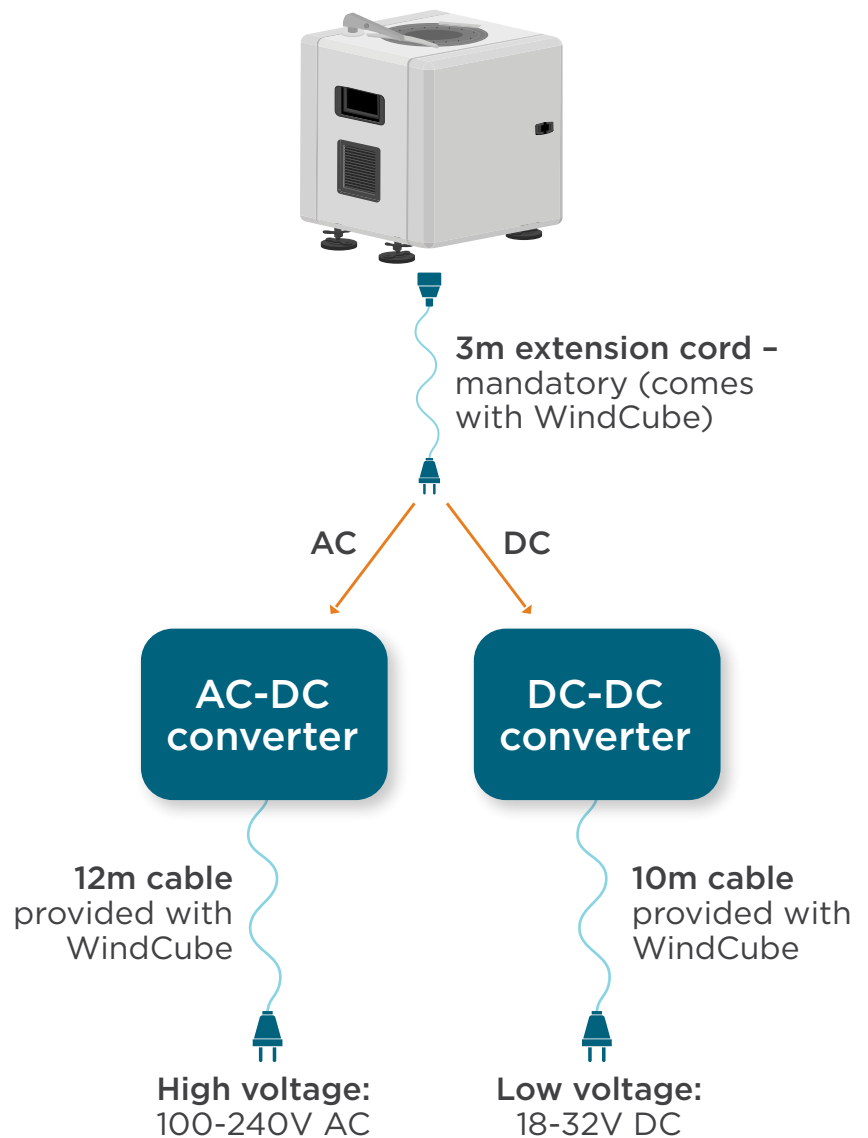 3m extension cord –
mandatory (comes
with WindCube)
AC
DC
AC-DC
converter
DC-DC
converter
12m cable
provided with
WindCube
10m cable
provided with
WindCube
High voltage:
100-240V AC
Low voltage:
18-32V DC